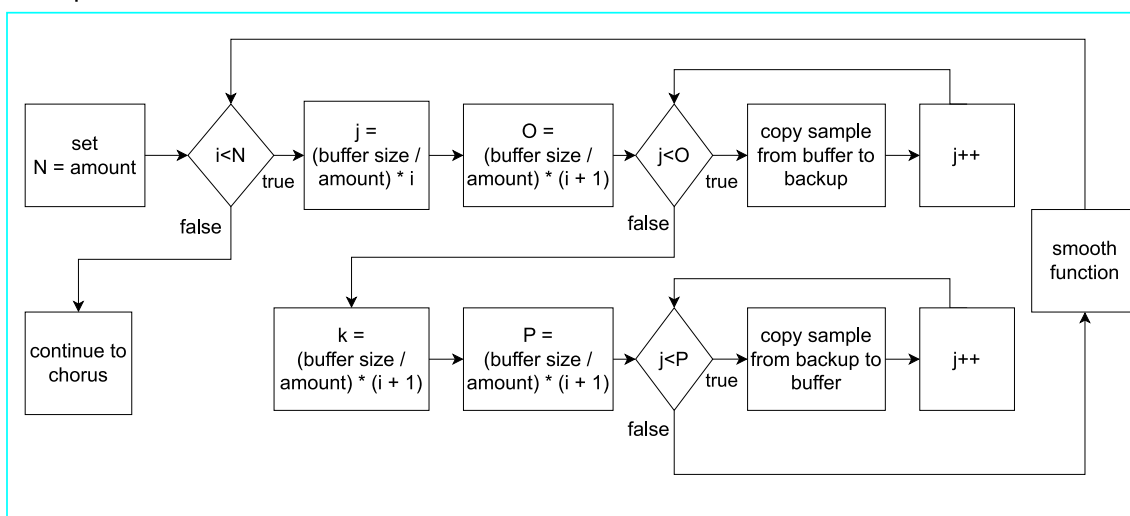 set
N = amount
i<N
true
false
j =
(buffer size /
amount) * i
O =
(buffer size /
amount) * (i + 1)
j<O
true
false
copy sample
from buffer to
backup
j++
smooth
function
continue to
chorus
k =
(buffer size /
amount) * (i + 1)
P =
(buffer size /
amount) * (i + 1)
j<P
true
false
copy sample
from backup to
buffer
j++